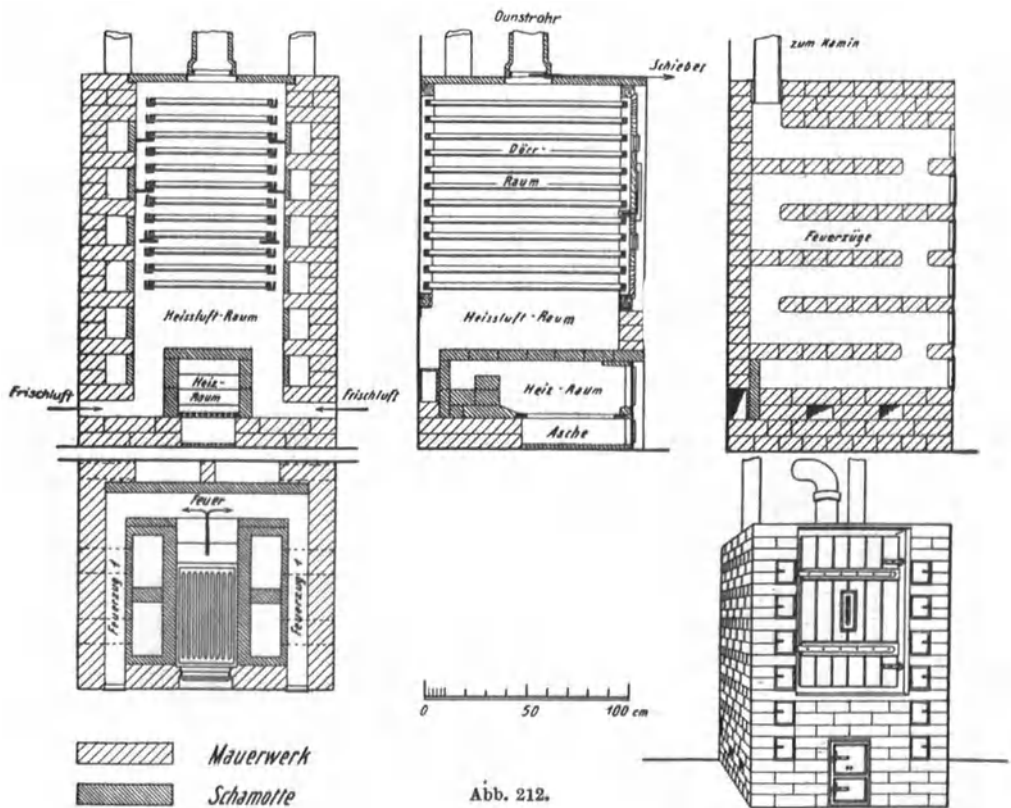 Dunstrohr
Schieber
zum Kamin
Dörr-
Raum
Feuerzüge
Heissluft-Raum
Heissluft-Raum
Heiz-
Raum
Heiz-Raum
Frischluft
Frischluft
Asche
Feuer
Feuerzug 1
Feuerzug 1
0 50 100 cm
Mauerwerk
Schamotte
Abb. 212.